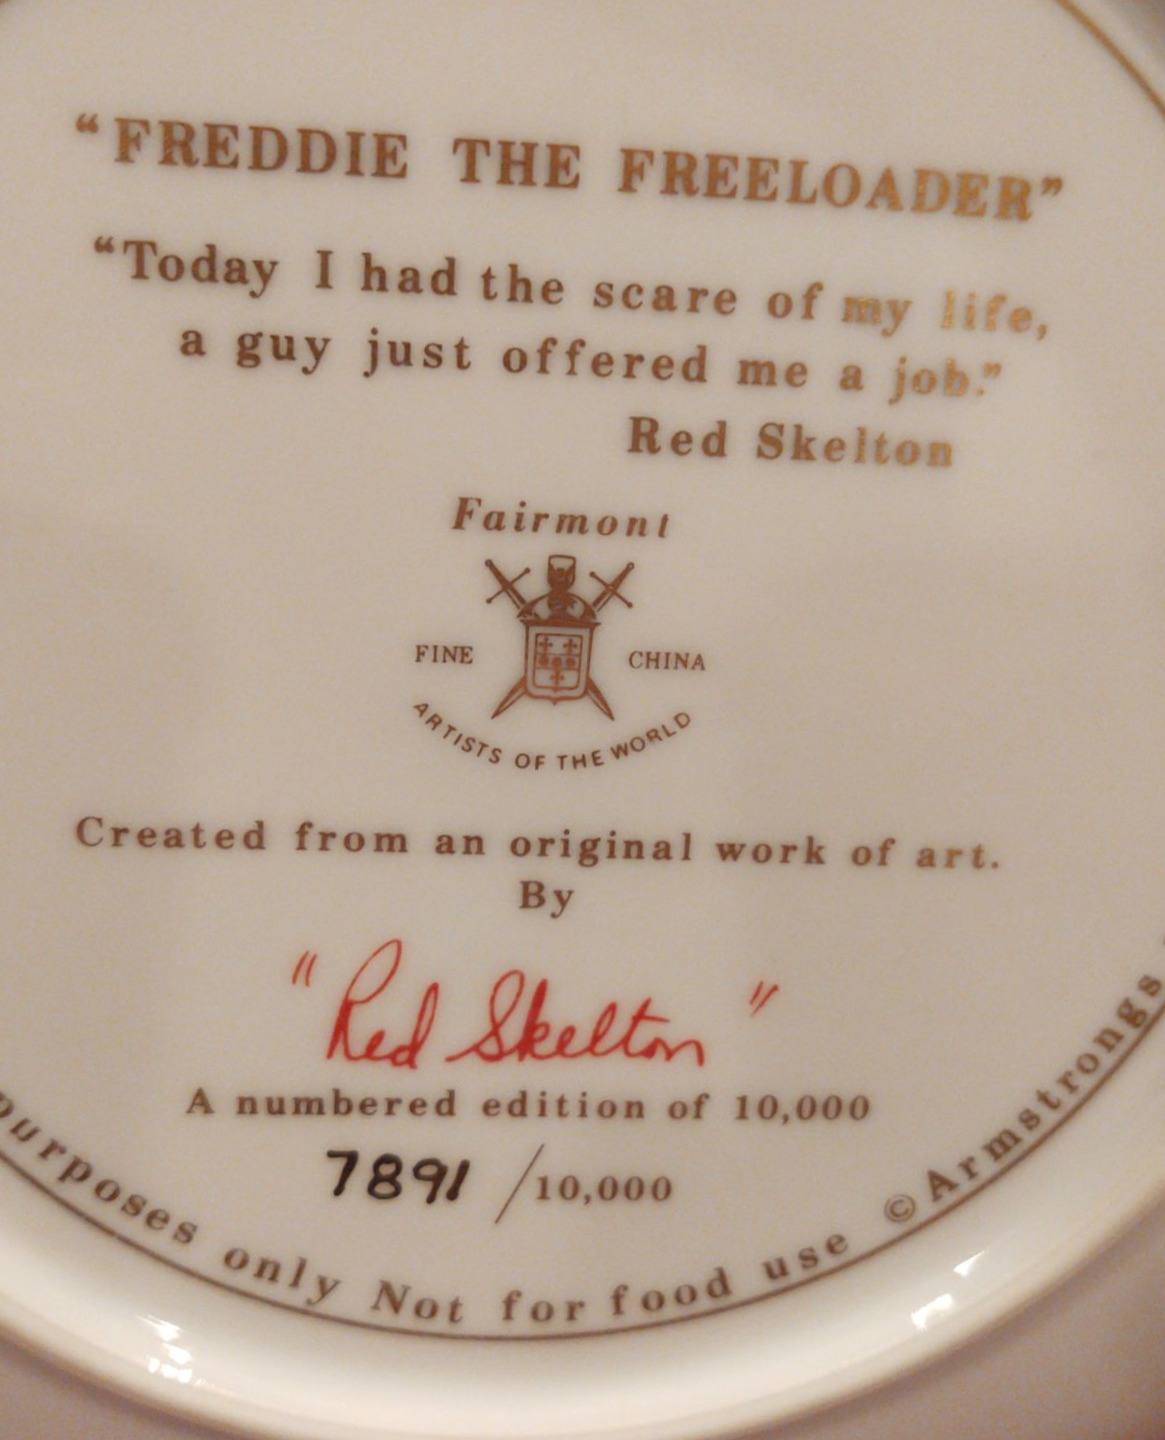 “FREDDIE THE FREELOADER”
“Today I had the scare of my life,
a guy just offered me a job.”
Red Skelton
Fairmont
FINE CHINA
ARTISTS OF THE WORLD
Created from an original work of art.
By
"Red Skelton"
A numbered edition of 10,000
7891 /10,000
purposes only Not for food use © Armstrongs